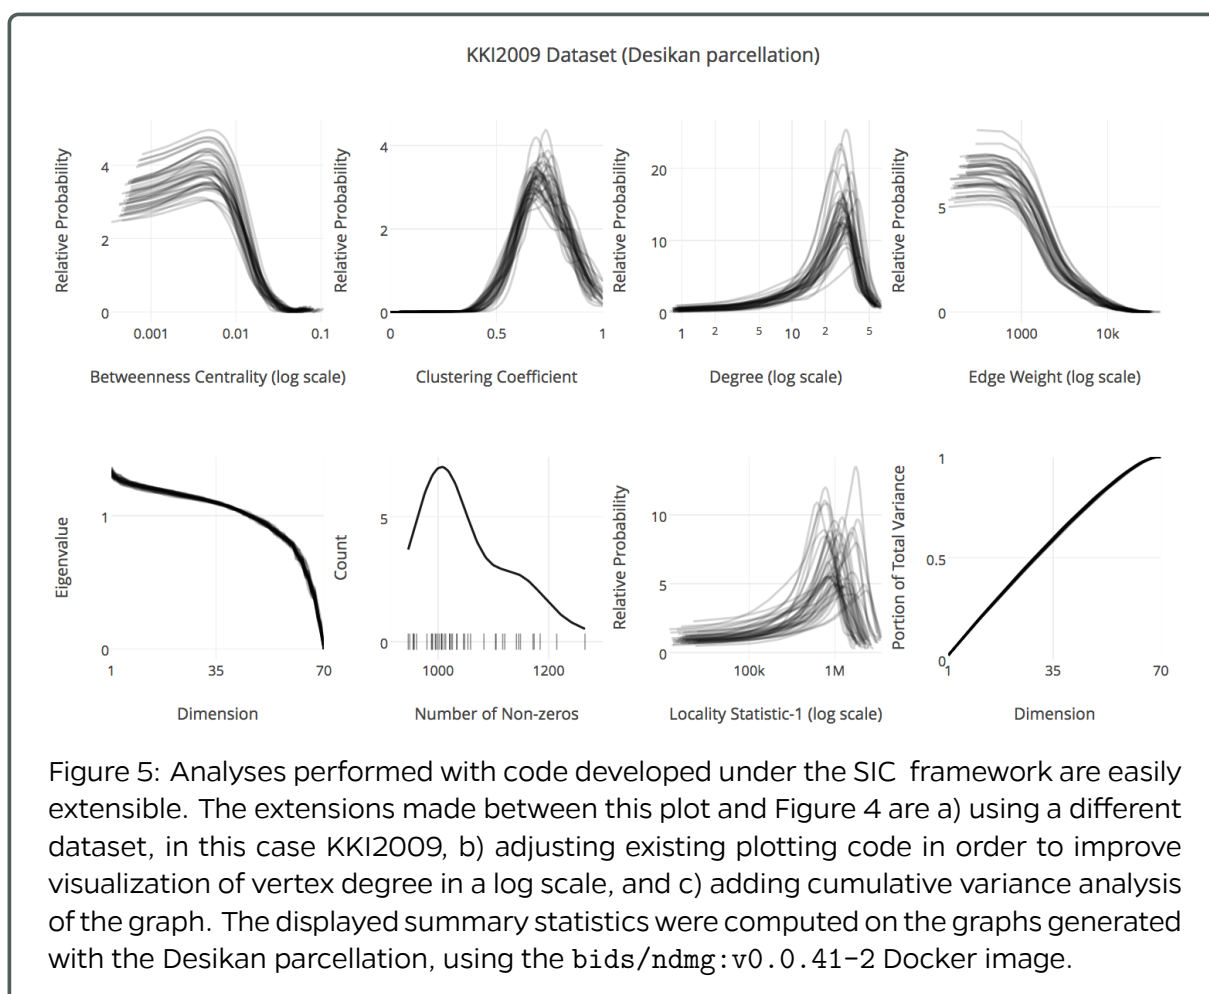 KKI2009 Dataset (Desikan parcellation)
Relative Probability
4
2
0
0.001
0.01
0.1
Betweenness Centrality (log scale)
Relative Probability
4
2
0
0
0.5
1
Clustering Coefficient
Relative Probability
20
10
0
1
2
5
10
2
5
Degree (log scale)
Relative Probability
5
0
1000
10k
Edge Weight (log scale)
Eigenvalue
1
0
1
35
70
Dimension
Count
5
0
1000
1200
Number of Non-zeros
Relative Probability
10
5
0
100k
1M
Locality Statistic-1 (log scale)
Portion of Total Variance
1
0.5
0
1
35
70
Dimension
Figure 5: Analyses performed with code developed under the SIC framework are easily
extensible. The extensions made between this plot and Figure 4 are a) using a different
dataset, in this case KKI2009, b) adjusting existing plotting code in order to improve
visualization of vertex degree in a log scale, and c) adding cumulative variance analysis
of the graph. The displayed summary statistics were computed on the graphs generated
with the Desikan parcellation, using the bids/ndmg:v0.0.41-2 Docker image.